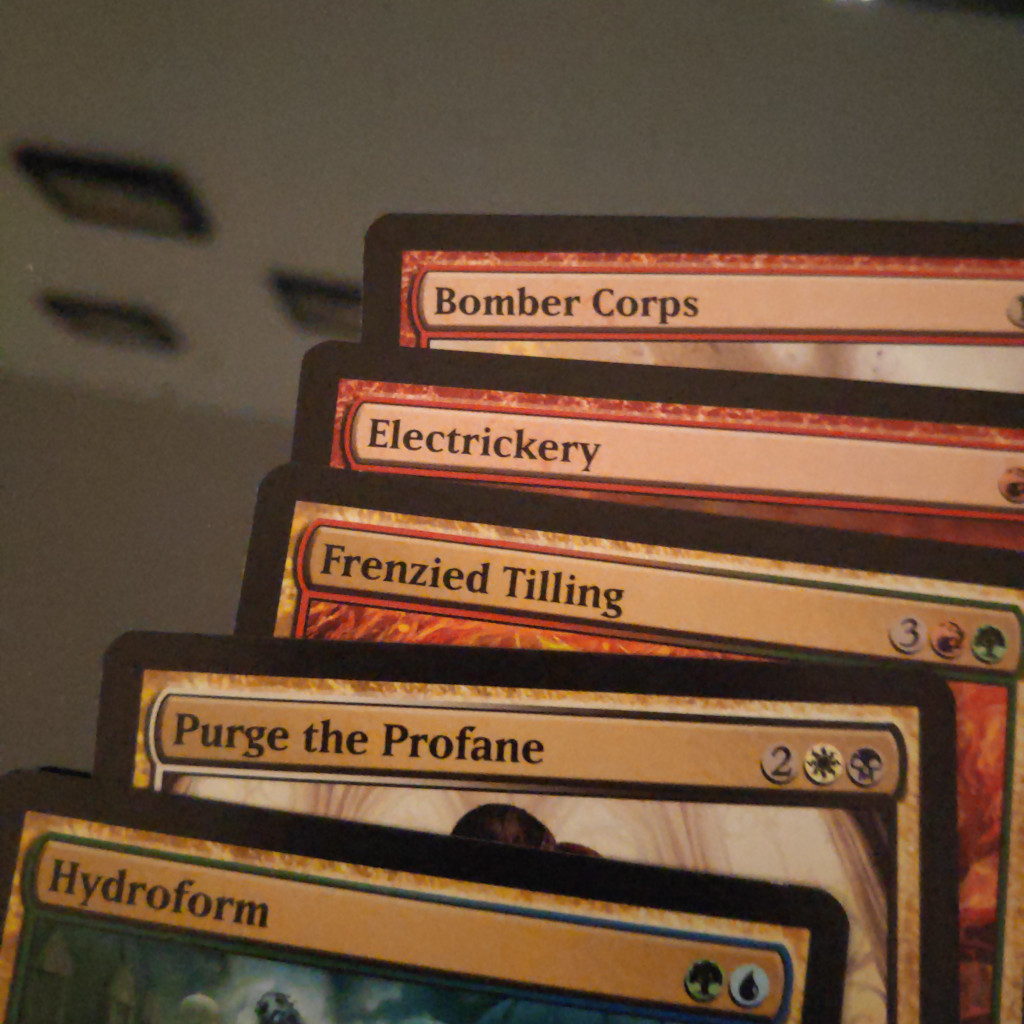 Bomber Corps
Electrickery
Frenzied Tilling 3
Purge the Profane 2
Hydroform